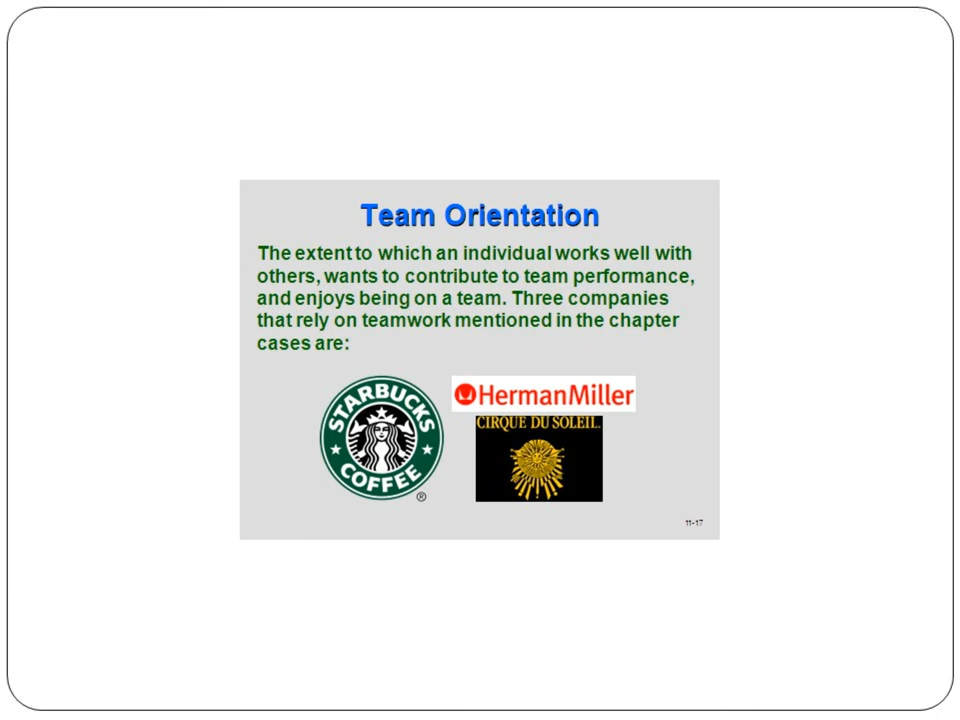 Team Orientation
The extent to which an individual works well with
others, wants to contribute to team performance,
and enjoys being on a team. Three companies
that rely on teamwork mentioned in the chapter
cases are:
STARBUCKS
COFFEE
®
HermanMiller
CIRQUE DU SOLEIL.
11-17